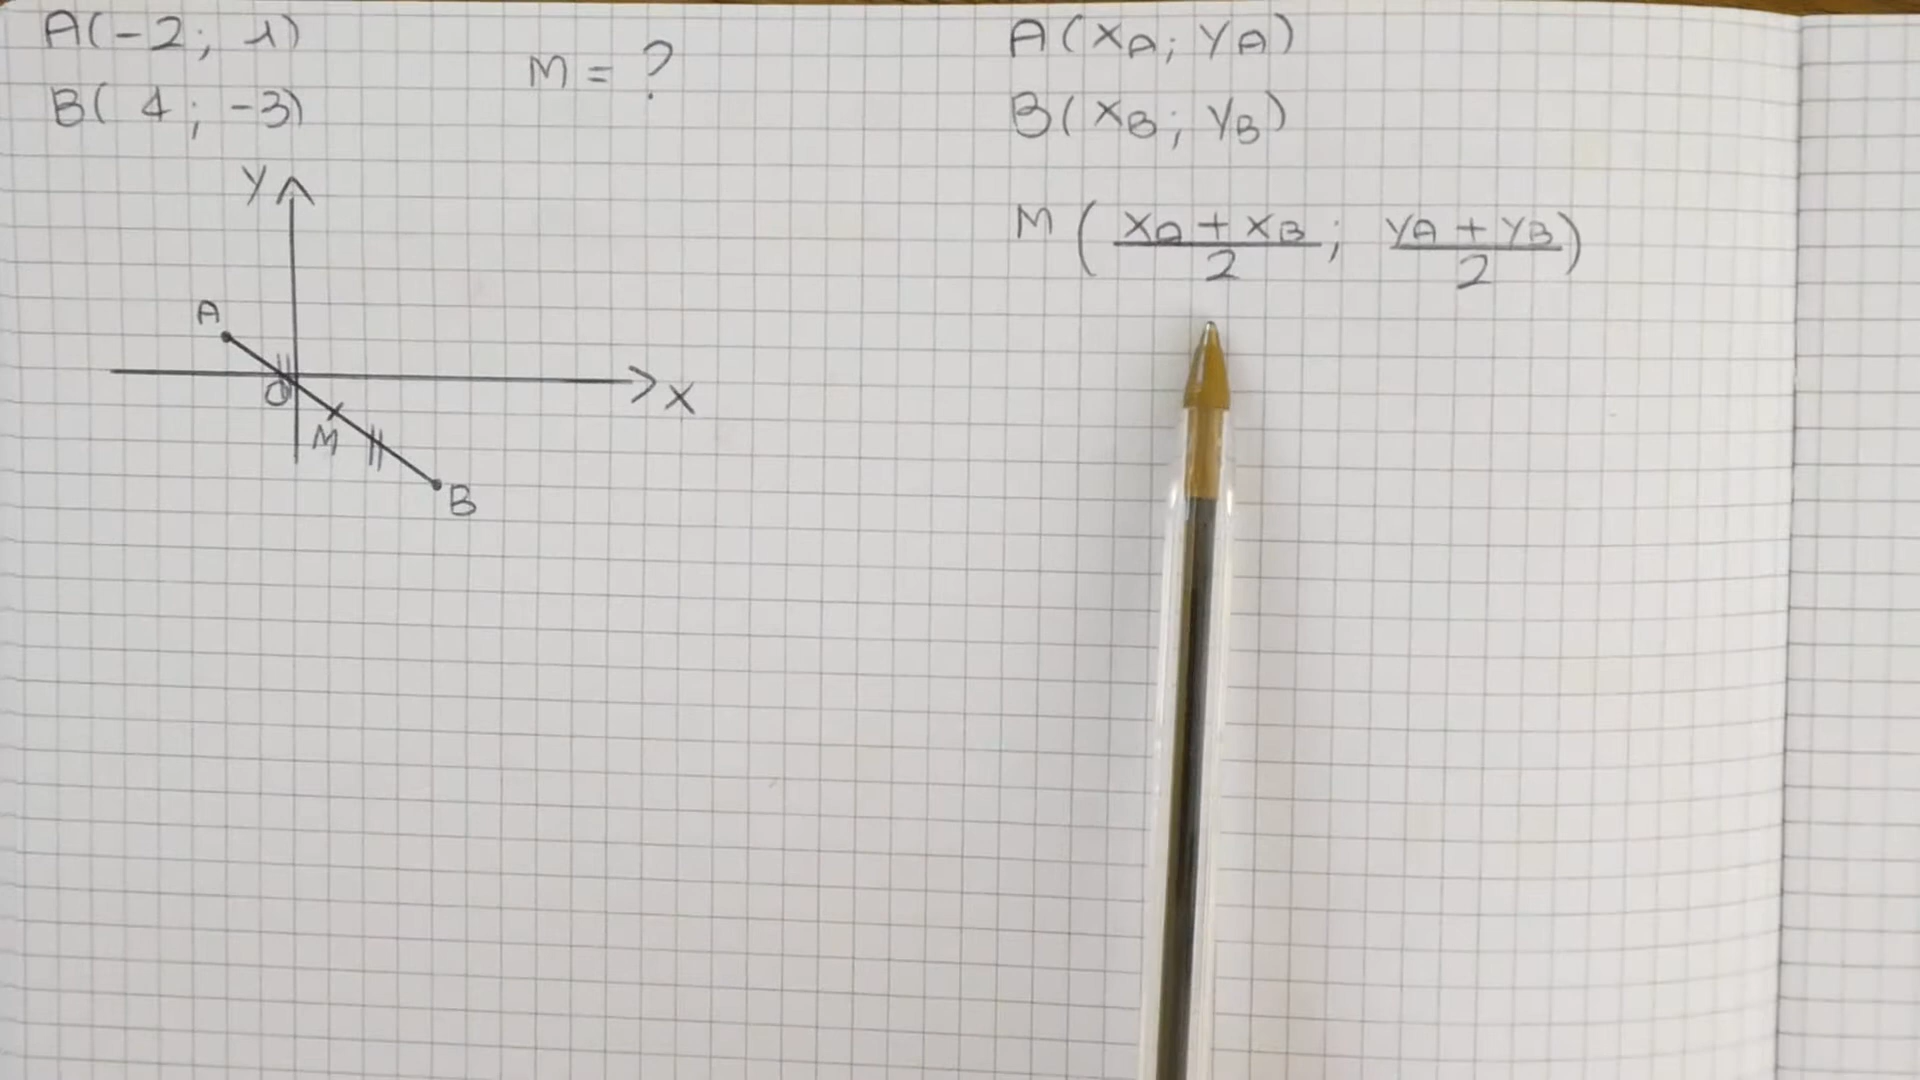 A(-2; 1)
B( 4 ; -3)
M = ?
Y
A
O
X
M
B
A(XA; YA)
B(XB; YB)
M ( XA + XB / 2 ; YA + YB / 2 )